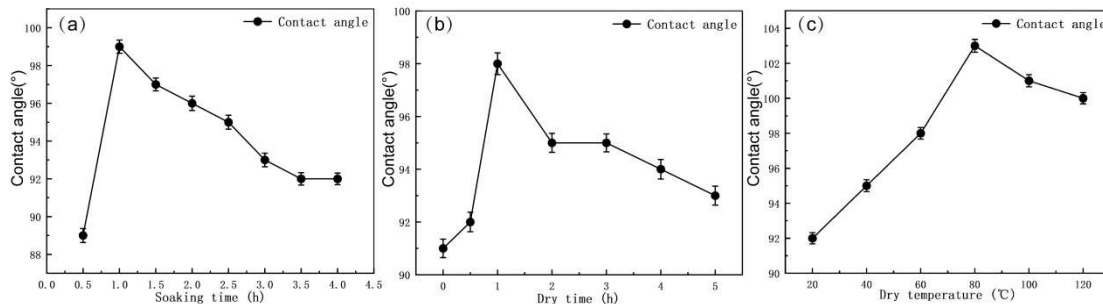 (a)
Contact angle
Contact angle(°)
100
98
96
94
92
90
88
0.0 0.5 1.0 1.5 2.0 2.5 3.0 3.5 4.0 4.5
Soaking time (h)
(b)
Contact angle
Contact angle(°)
98
96
94
92
90
0 1 2 3 4 5
Dry time (h)
(c)
Contact angle
Contact angle(°)
104
102
100
98
96
94
92
90
20 40 60 80 100 120
Dry temperature (℃)